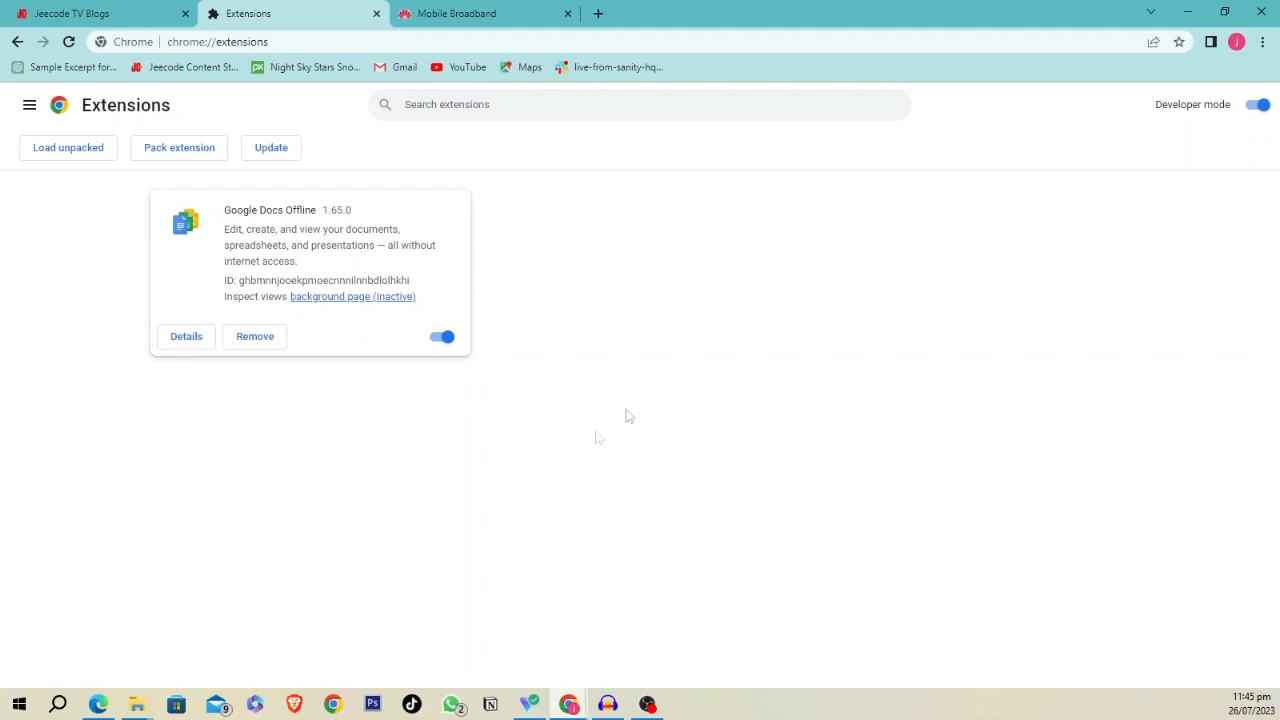 Jeecode TV Blogs
Extensions
Mobile Broadband
Chrome
chrome://extensions
Sample Excerpt for...
Jeecode Content St...
Night Sky Stars Sno...
Gmail
YouTube
Maps
live-from-sanity-hq...
Extensions
Search extensions
Developer mode
Load unpacked
Pack extension
Update
Google Docs Offline 1.65.0
Edit, create, and view your documents,
spreadsheets, and presentations — all without
internet access.
ID: ghbmnnjooekpmoecnnnilnnbdlolhkhi
Inspect views background page (Inactive)
Details
Remove
9
Ps
2
11:45 pm
26/07/2023